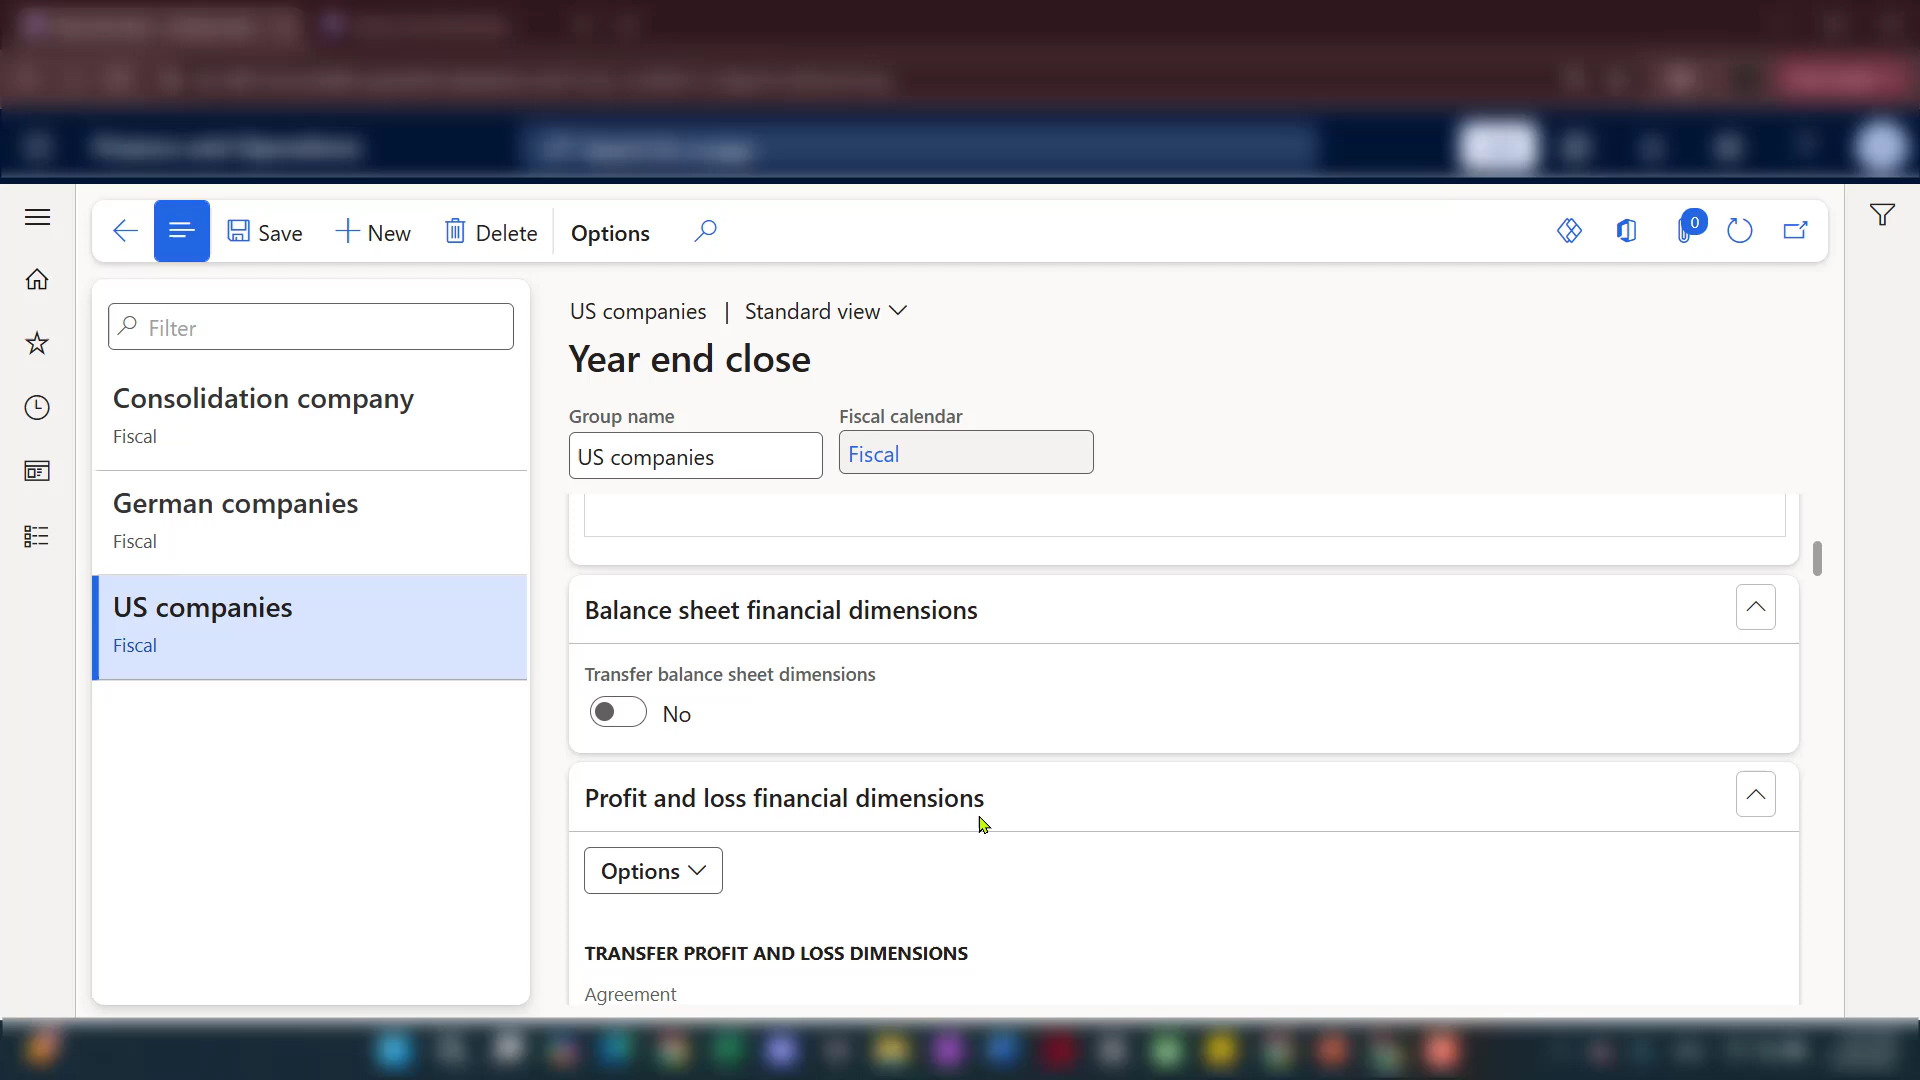 Save
New
Delete
Options
0
Filter
Consolidation company
Fiscal
German companies
Fiscal
US companies
Fiscal
US companies | Standard view
Year end close
Group name
Fiscal calendar
US companies
Fiscal
Balance sheet financial dimensions
Transfer balance sheet dimensions
No
Profit and loss financial dimensions
Options
TRANSFER PROFIT AND LOSS DIMENSIONS
Agreement